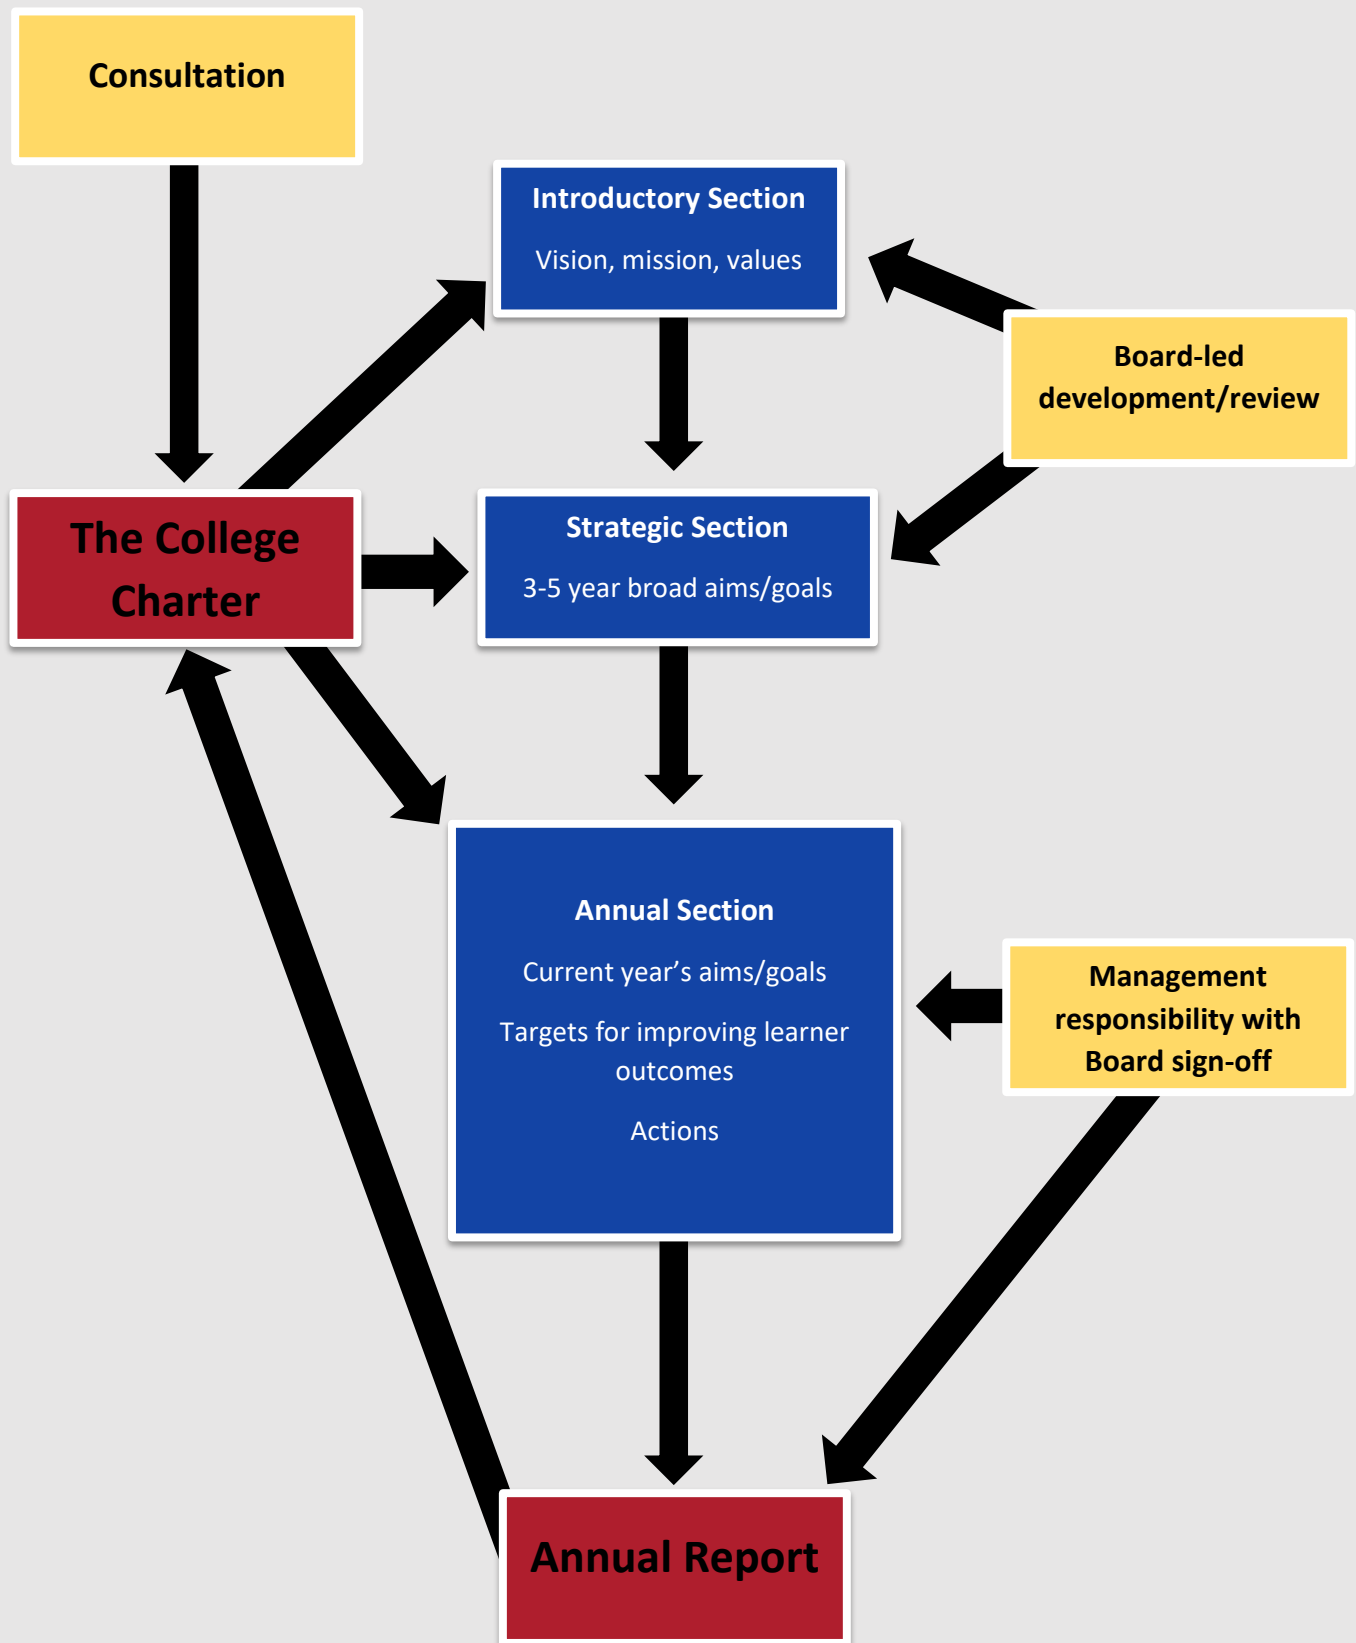 Consultation
Introductory Section
Vision, mission, values
Board-led
development/review
The College
Charter
Strategic Section
3-5 year broad aims/goals
Annual Section
Current year’s aims/goals
Targets for improving learner
outcomes
Actions
Management
responsibility with
Board sign-off
Annual Report